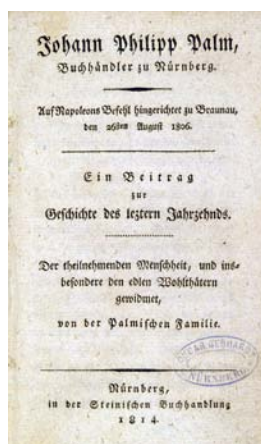 Johann Philipp Palm,
Buchhändler zu Nürnberg.
Auf Napoleons Befehl hingerichtet zu Braunau,
den 26sten August 1806.
Ein Beitrag
zur
Geschichte des leztern Jahrzehnds.
Der theilnehmenden Menschheit, und ins-
besondere den edlen Wohlthätern
gewidmet,
von der Palmischen Familie.
NÜRNBERG
Nürnberg,
in der Steinischen Buchhandlung
1814.